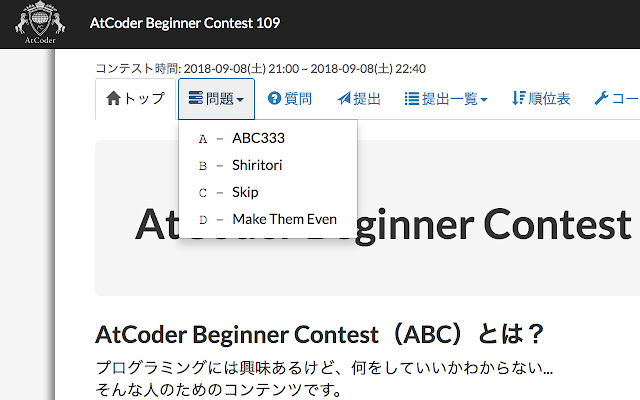 AtCoder Beginner Contest 109
AC
AtCoder
コンテスト時間: 2018-09-08(土) 21:00 ~ 2018-09-08(土) 22:40
トップ 問題 質問 提出 提出一覧 順位表 コー
A - ABC333
B - Shiritori
C - Skip
D - Make Them Even
AtCoder Beginner Contest
AtCoder Beginner Contest（ABC）とは？
プログラミングには興味あるけど、何をしていいかわからない...
そんな人のためのコンテンツです。